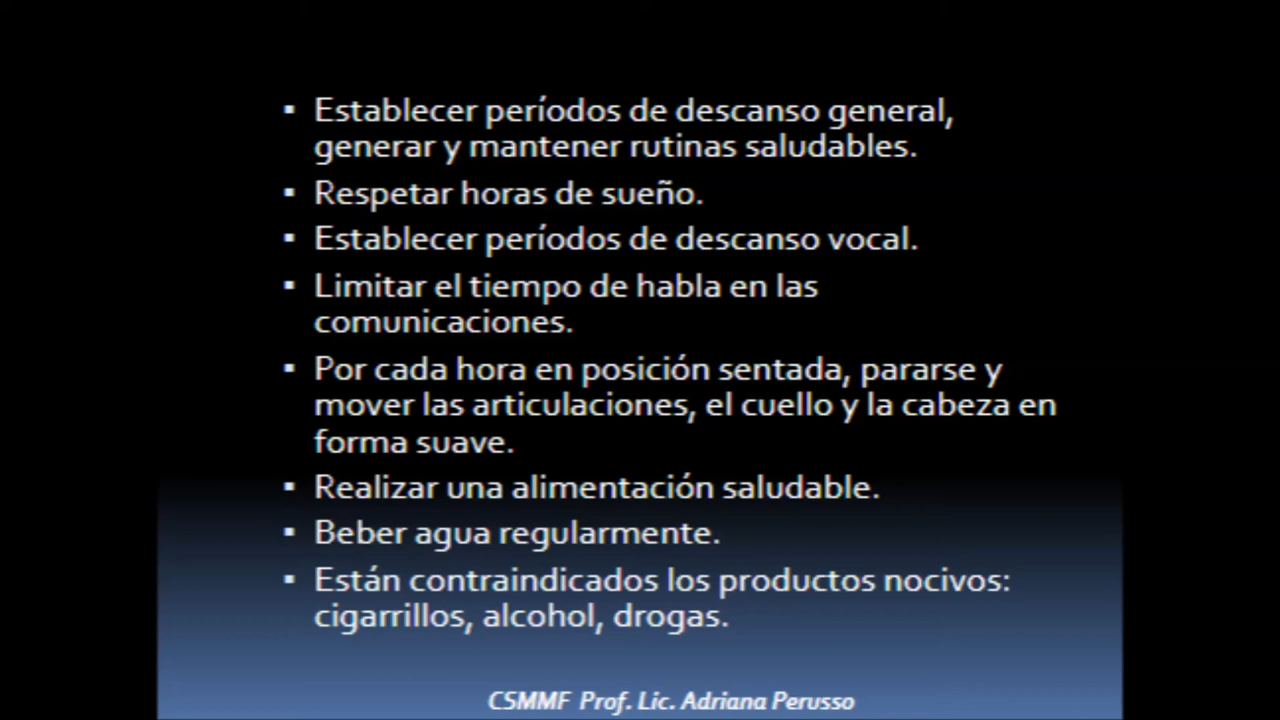 ▪ Establecer períodos de descanso general,
generar y mantener rutinas saludables.
▪ Respetar horas de sueño.
▪ Establecer períodos de descanso vocal.
▪ Limitar el tiempo de habla en las
comunicaciones.
▪ Por cada hora en posición sentada, pararse y
mover las articulaciones, el cuello y la cabeza en
forma suave.
▪ Realizar una alimentación saludable.
▪ Beber agua regularmente.
▪ Están contraindicados los productos nocivos:
cigarrillos, alcohol, drogas.
CSMMF Prof. Lic. Adriana Perusso